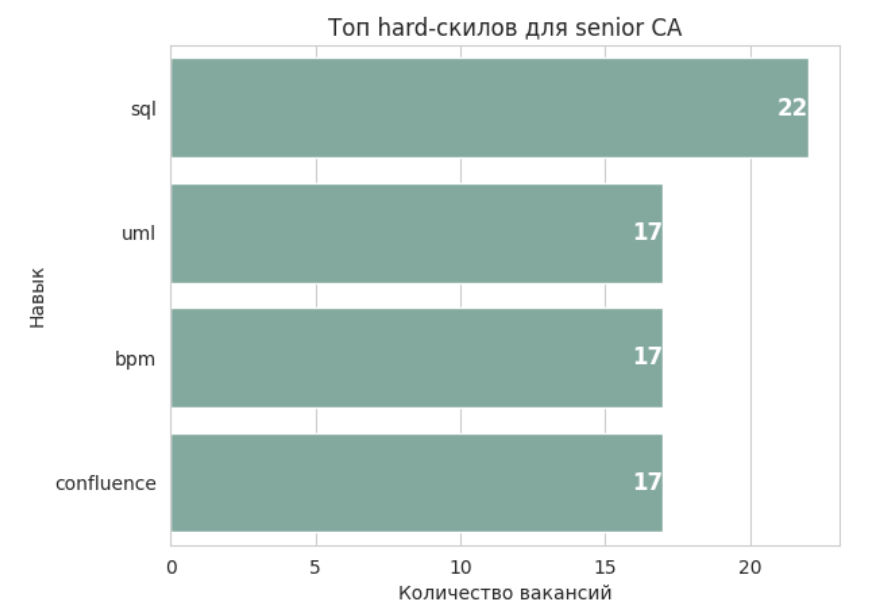 Топ hard-скилов для senior СА
sql
22
uml
17
bpm
17
confluence
17
Навык
0 5 10 15 20
Количество вакансий